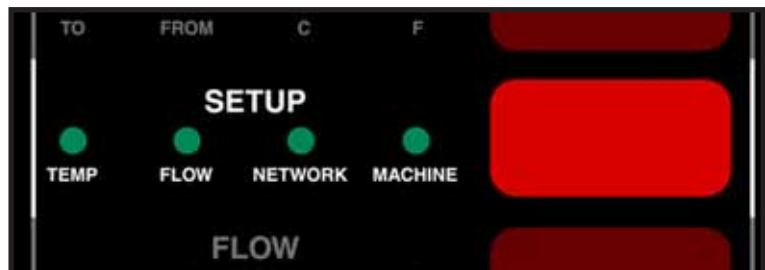 TO FROM C F
SETUP
TEMP FLOW NETWORK MACHINE
FLOW